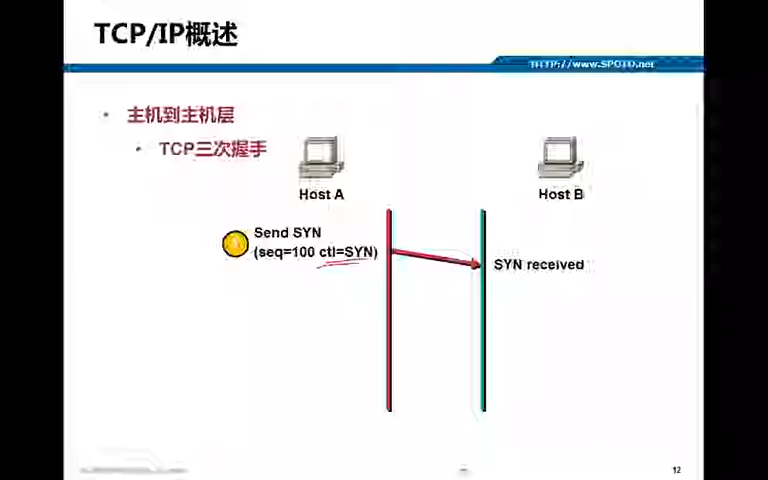 TCP/IP概述
HTTP://www.SPOTO.net
• 主机到主机层
• TCP三次握手
Host A
Host B
Send SYN
(seq=100 ctl=SYN)
SYN received
12